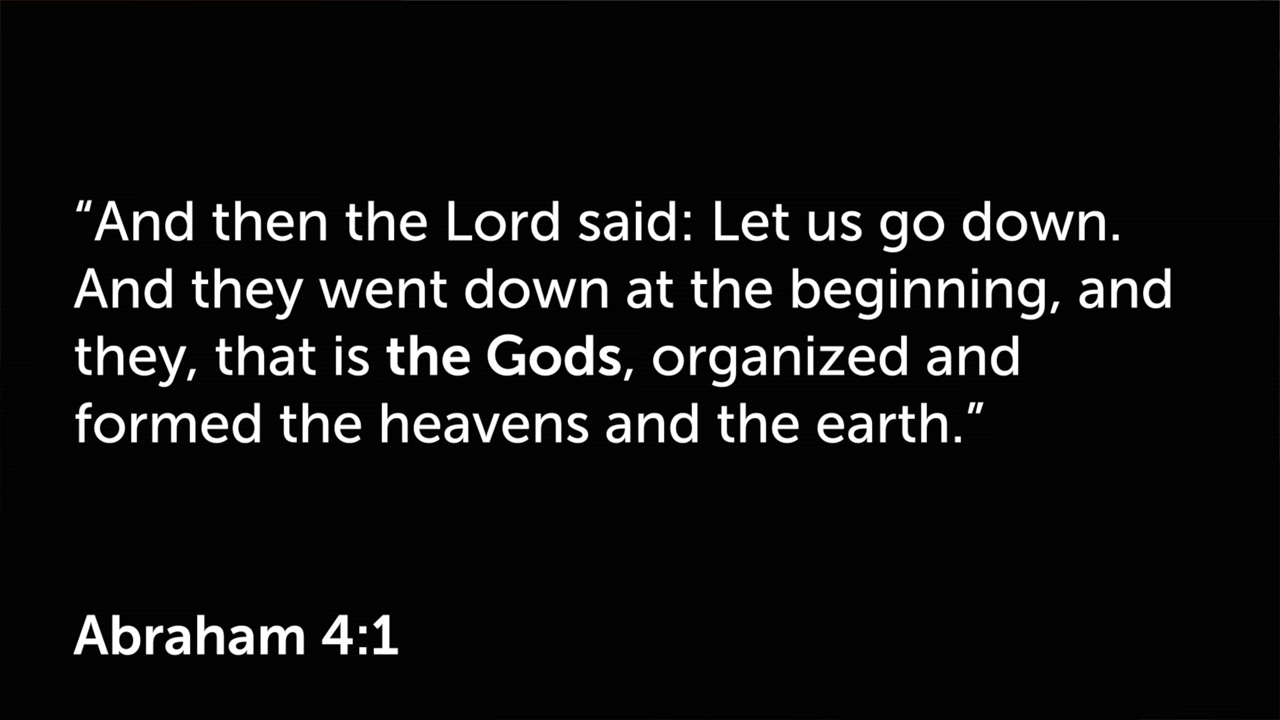 “And then the Lord said: Let us go down.
And they went down at the beginning, and
they, that is the Gods, organized and
formed the heavens and the earth.”
Abraham 4:1